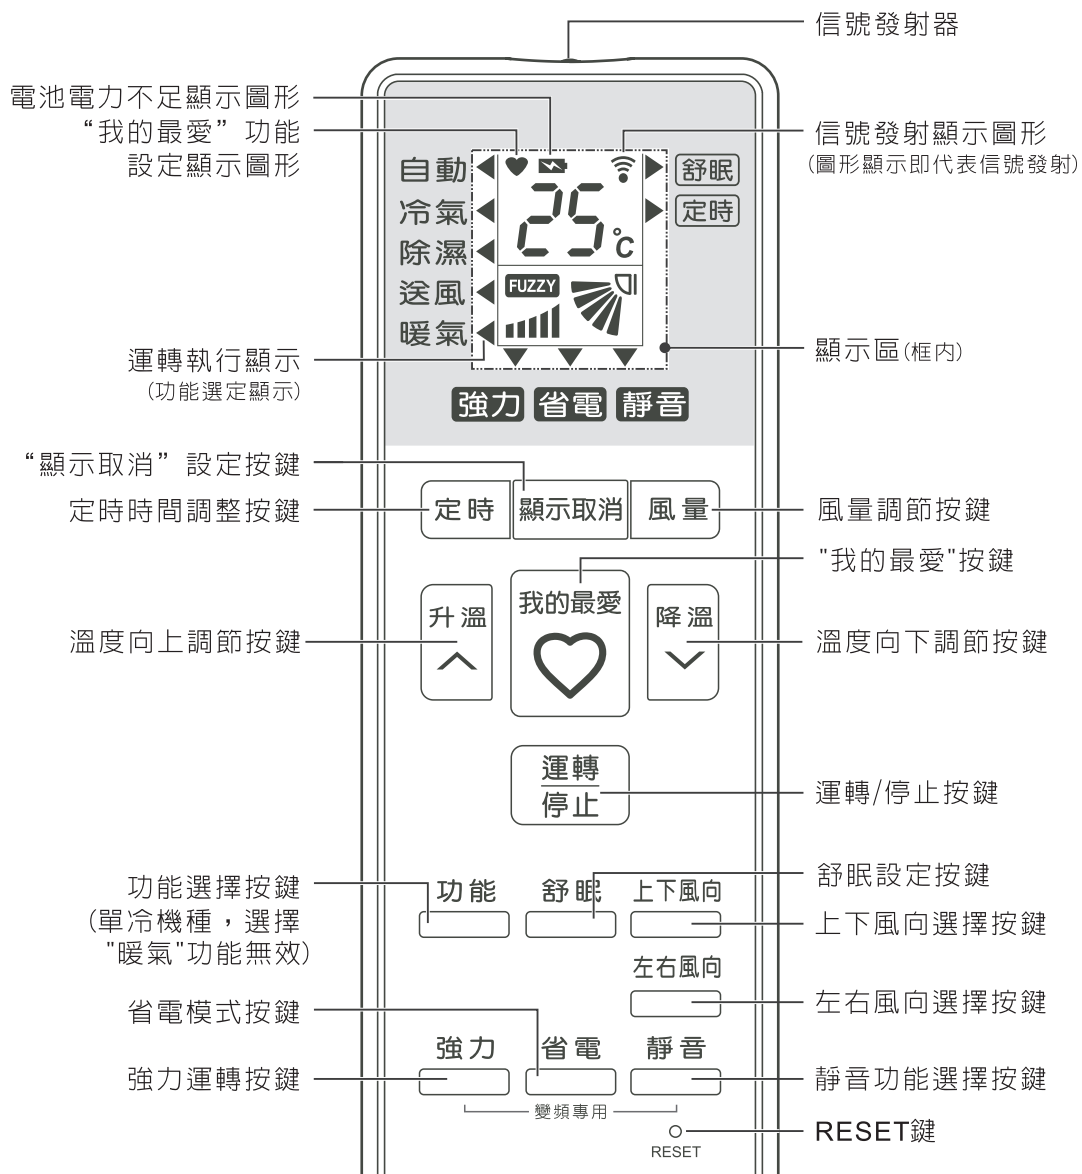 信號發射器
電池電力不足顯示圖形
“我的最愛”功能
設定顯示圖形
信號發射顯示圖形
(圖形顯示即代表信號發射)
自動
冷氣
除濕
送風
暖氣
25℃
FUZZY
舒眠
定時
運轉執行顯示
(功能選定顯示)
顯示區(框內)
強力 省電 靜音
“顯示取消”設定按鍵
定時時間調整按鍵
定時 顯示取消 風量
風量調節按鍵
"我的最愛"按鍵
升溫 我的最愛 降溫
溫度向上調節按鍵
溫度向下調節按鍵
運轉
停止
運轉/停止按鍵
功能選擇按鍵
(單冷機種，選擇
"暖氣"功能無效)
功能 舒眠 上下風向
舒眠設定按鍵
上下風向選擇按鍵
左右風向
左右風向選擇按鍵
省電模式按鍵
強力 省電 靜音
強力運轉按鍵
靜音功能選擇按鍵
變頻專用
RESET
RESET鍵